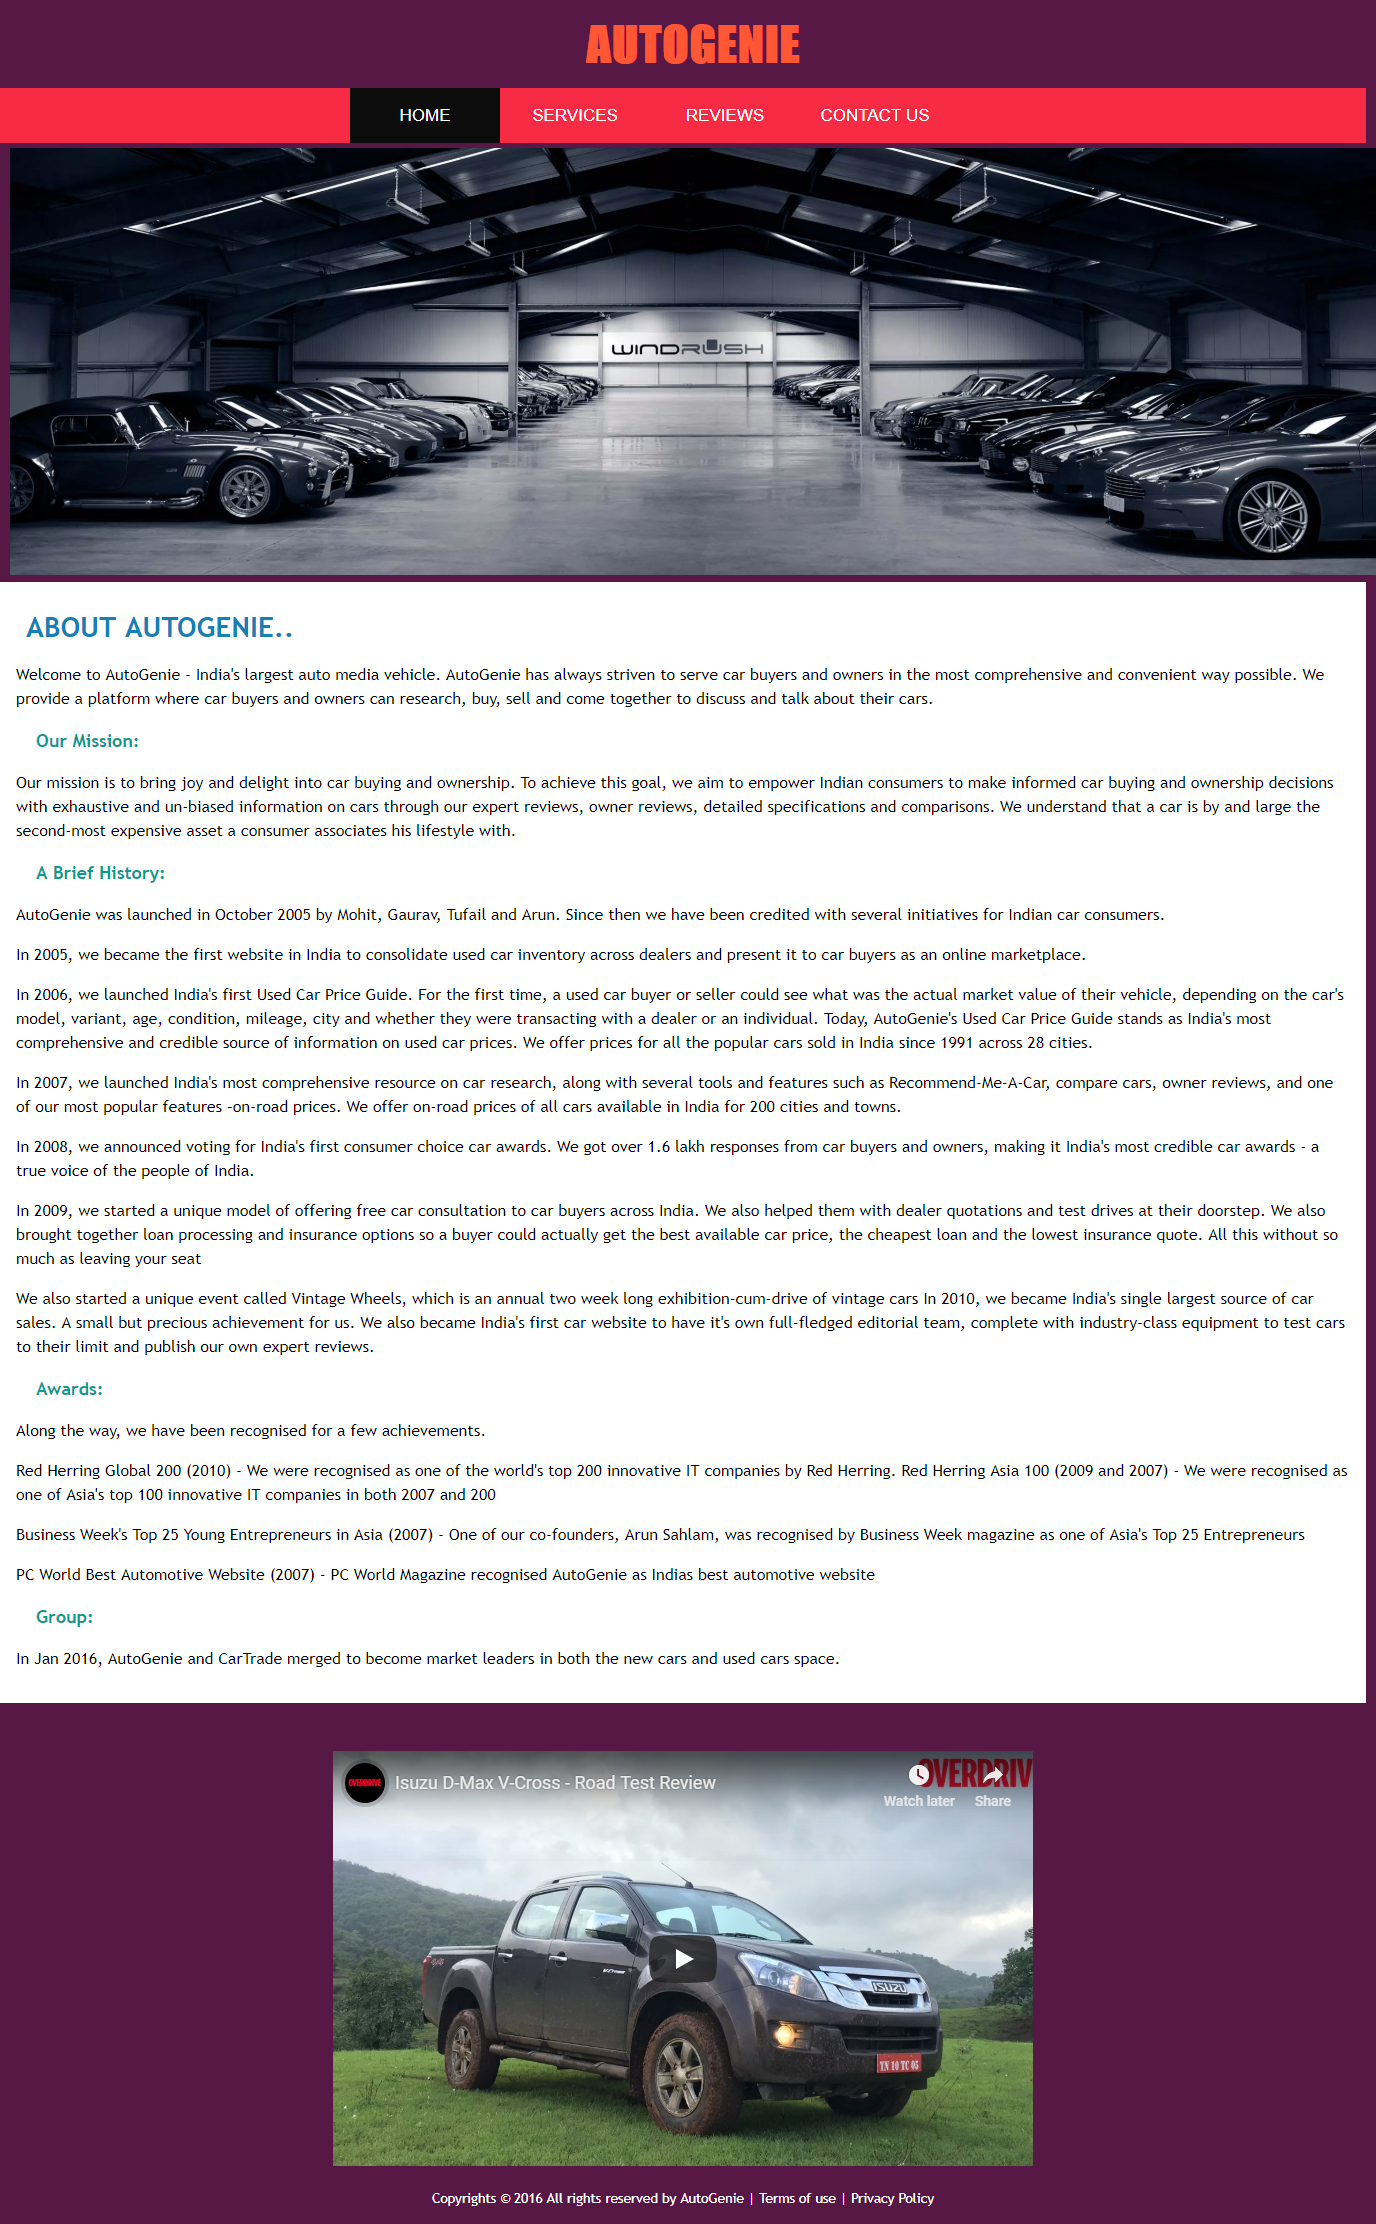 AUTOGENIE
HOME SERVICES REVIEWS CONTACT US
WINDRUSH
ABOUT AUTOGENIE..
Welcome to AutoGenie - India's largest auto media vehicle. AutoGenie has always striven to serve car buyers and owners in the most comprehensive and convenient way possible. We
provide a platform where car buyers and owners can research, buy, sell and come together to discuss and talk about their cars.
Our Mission:
Our mission is to bring joy and delight into car buying and ownership. To achieve this goal, we aim to empower Indian consumers to make informed car buying and ownership decisions
with exhaustive and un-biased information on cars through our expert reviews, owner reviews, detailed specifications and comparisons. We understand that a car is by and large the
second-most expensive asset a consumer associates his lifestyle with.
A Brief History:
AutoGenie was launched in October 2005 by Mohit, Gaurav, Tufail and Arun. Since then we have been credited with several initiatives for Indian car consumers.
In 2005, we became the first website in India to consolidate used car inventory across dealers and present it to car buyers as an online marketplace.
In 2006, we launched India's first Used Car Price Guide. For the first time, a used car buyer or seller could see what was the actual market value of their vehicle, depending on the car's
model, variant, age, condition, mileage, city and whether they were transacting with a dealer or an individual. Today, AutoGenie's Used Car Price Guide stands as India's most
comprehensive and credible source of information on used car prices. We offer prices for all the popular cars sold in India since 1991 across 28 cities.
In 2007, we launched India's most comprehensive resource on car research, along with several tools and features such as Recommend-Me-A-Car, compare cars, owner reviews, and one
of our most popular features –on-road prices. We offer on-road prices of all cars available in India for 200 cities and towns.
In 2008, we announced voting for India's first consumer choice car awards. We got over 1.6 lakh responses from car buyers and owners, making it India's most credible car awards - a
true voice of the people of India.
In 2009, we started a unique model of offering free car consultation to car buyers across India. We also helped them with dealer quotations and test drives at their doorstep. We also
brought together loan processing and insurance options so a buyer could actually get the best available car price, the cheapest loan and the lowest insurance quote. All this without so
much as leaving your seat
We also started a unique event called Vintage Wheels, which is an annual two week long exhibition-cum-drive of vintage cars In 2010, we became India's single largest source of car
sales. A small but precious achievement for us. We also became India's first car website to have it's own full-fledged editorial team, complete with industry-class equipment to test cars
to their limit and publish our own expert reviews.
Awards:
Along the way, we have been recognised for a few achievements.
Red Herring Global 200 (2010) - We were recognised as one of the world's top 200 innovative IT companies by Red Herring. Red Herring Asia 100 (2009 and 2007) - We were recognised as
one of Asia's top 100 innovative IT companies in both 2007 and 200
Business Week's Top 25 Young Entrepreneurs in Asia (2007) - One of our co-founders, Arun Sahlam, was recognised by Business Week magazine as one of Asia's Top 25 Entrepreneurs
PC World Best Automotive Website (2007) - PC World Magazine recognised AutoGenie as Indias best automotive website
Group:
In Jan 2016, AutoGenie and CarTrade merged to become market leaders in both the new cars and used cars space.
OVERDRIVE Isuzu D-Max V-Cross - Road Test Review OVERDRIV
Watch later Share
4x4 V-CROSS ISUZU
TN 10 TC 05
Copyrights © 2016 All rights reserved by AutoGenie | Terms of use | Privacy Policy